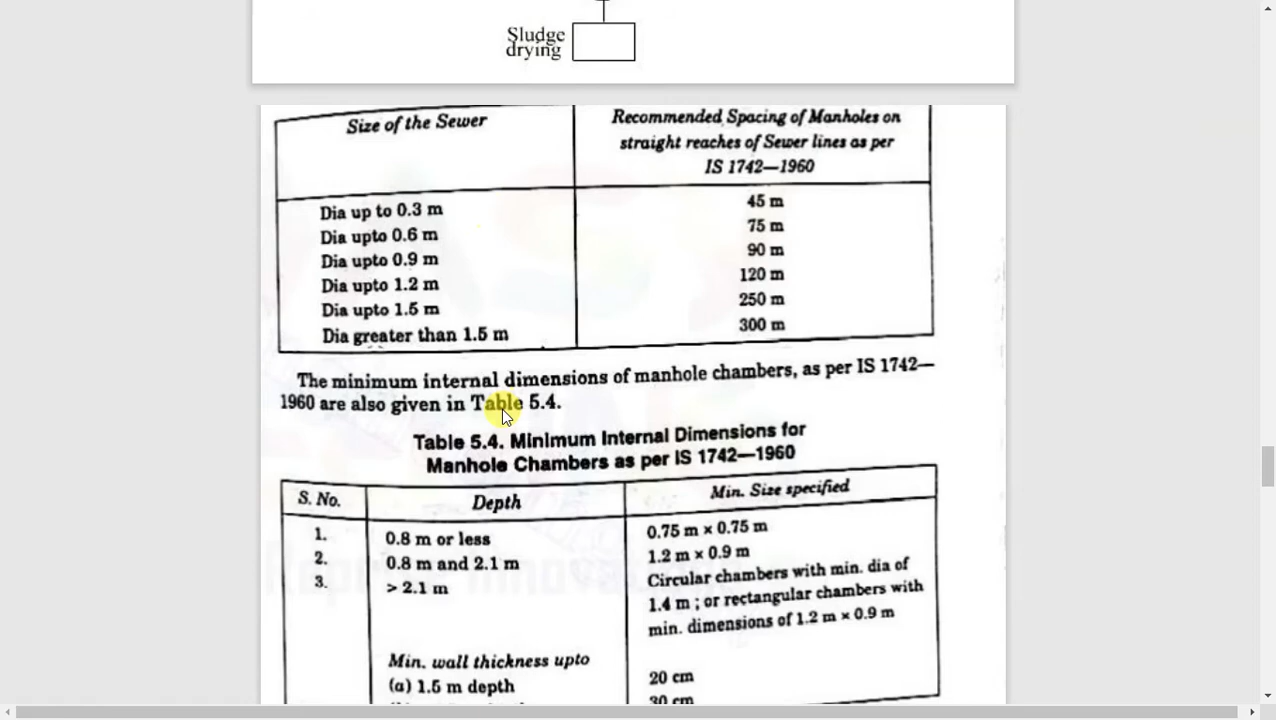 Sludge
drying
Size of the Sewer
Recommended Spacing of Manholes on
straight reaches of Sewer lines as per
IS 1742—1960
Dia up to 0.3 m 45 m
Dia upto 0.6 m 75 m
Dia upto 0.9 m 90 m
Dia upto 1.2 m 120 m
Dia upto 1.5 m 250 m
Dia greater than 1.5 m 300 m
The minimum internal dimensions of manhole chambers, as per IS 1742—
1960 are also given in Table 5.4.
Table 5.4. Minimum Internal Dimensions for
Manhole Chambers as per IS 1742—1960
S. No. Depth Min. Size specified
1. 0.8 m or less 0.75 m × 0.75 m
2. 0.8 m and 2.1 m 1.2 m × 0.9 m
3. > 2.1 m Circular chambers with min. dia of
1.4 m ; or rectangular chambers with
min. dimensions of 1.2 m × 0.9 m
Min. wall thickness upto
(a) 1.5 m depth 20 cm
30 cm